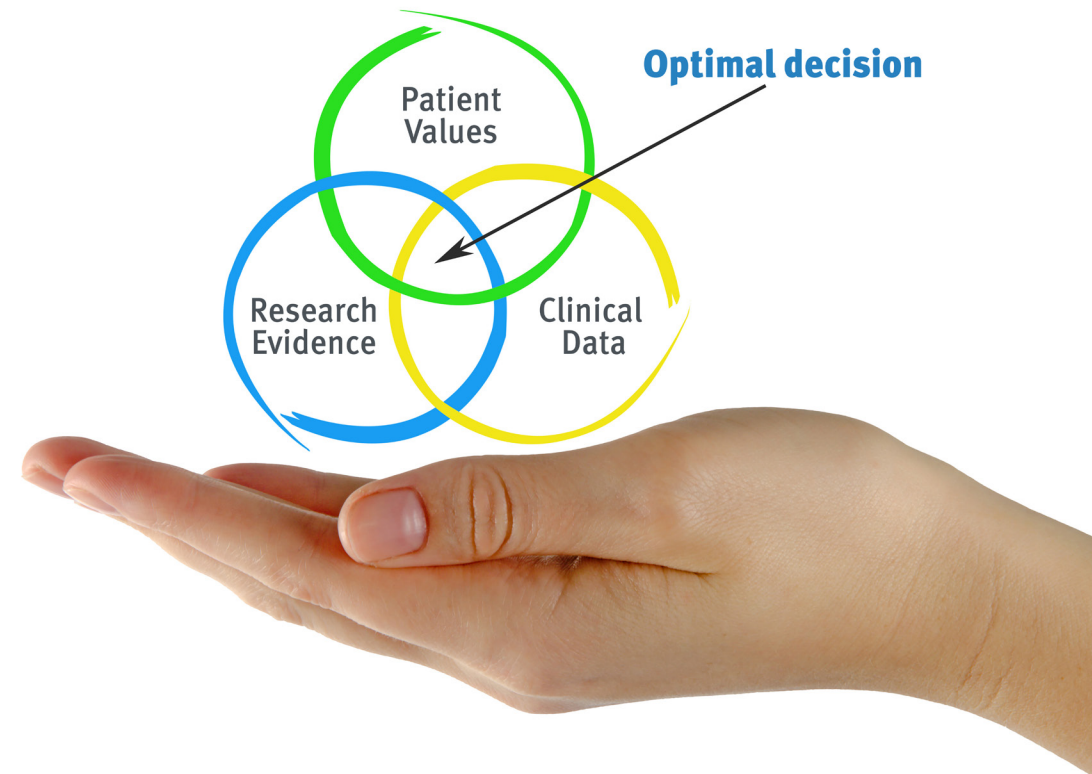 Optimal decision
Patient
Values
Research
Evidence
Clinical
Data